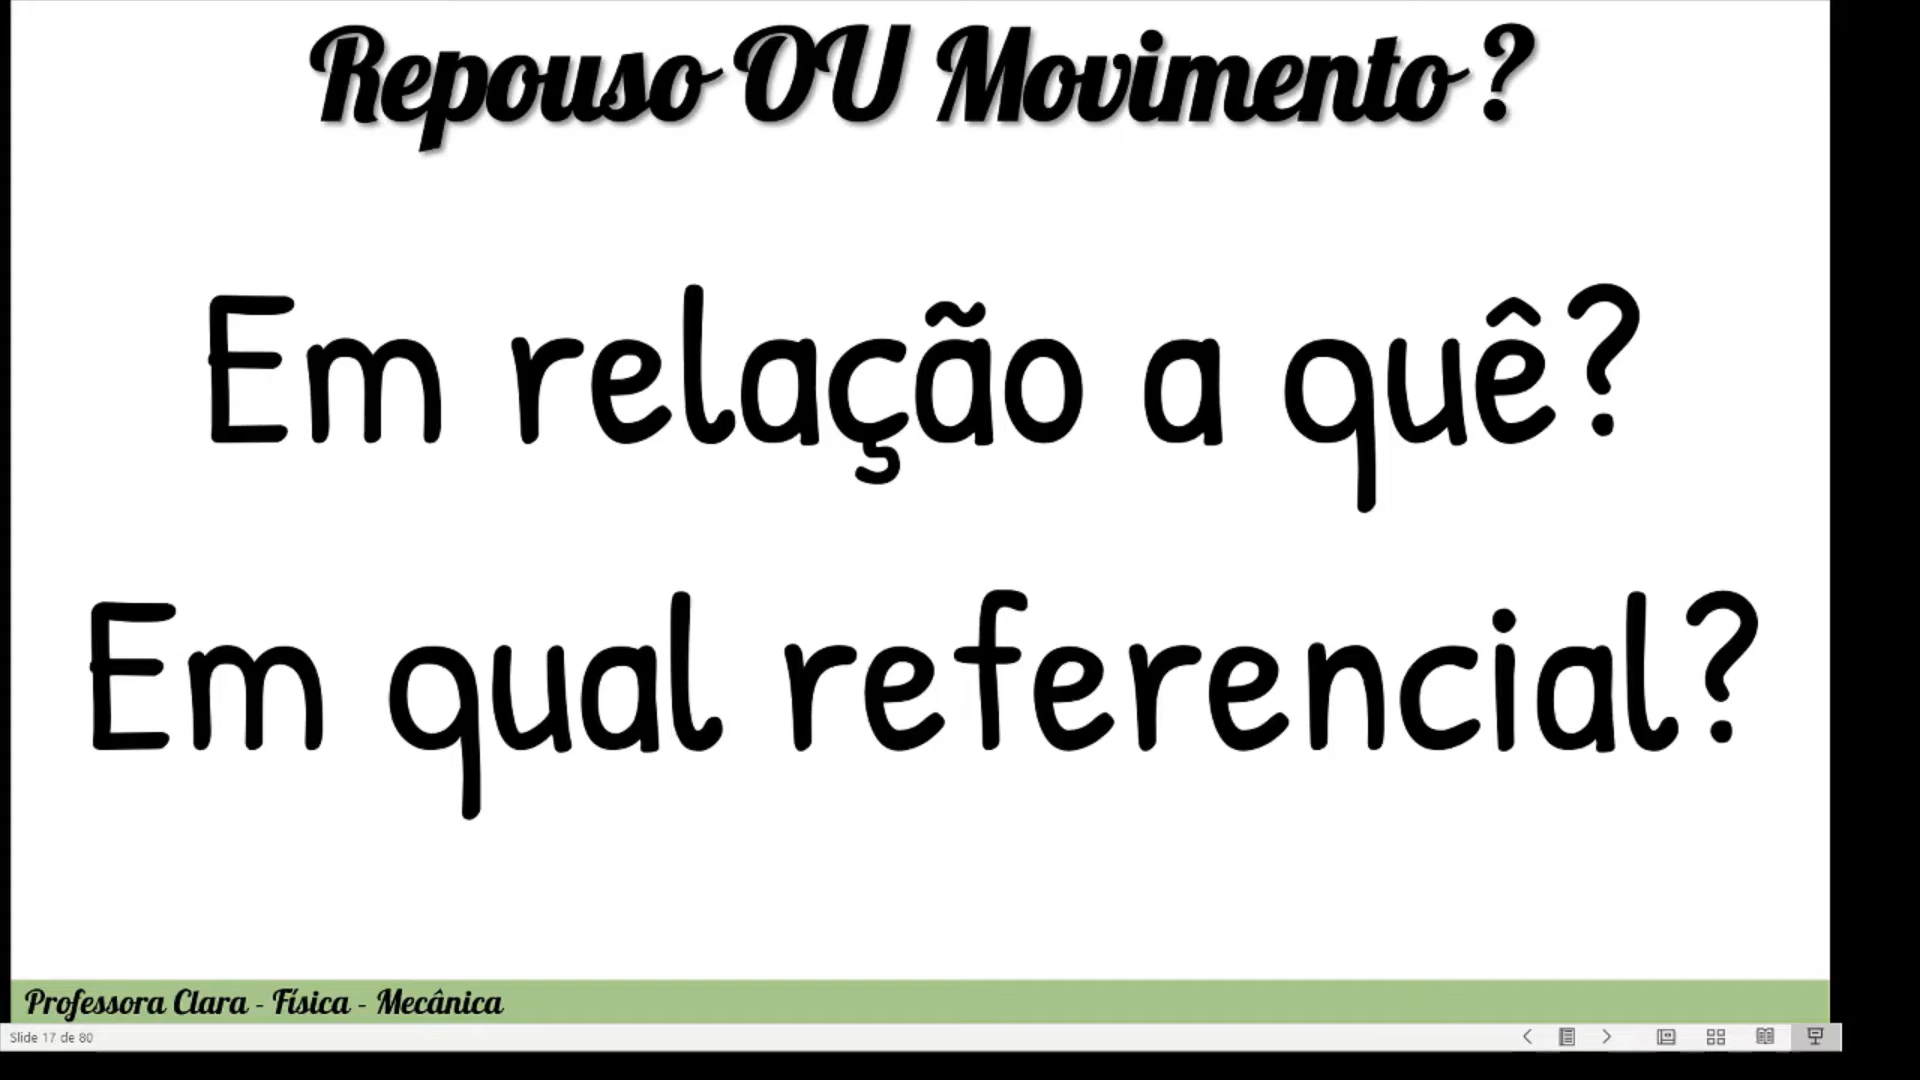 Repouso OU Movimento?
Em relação a quê?
Em qual referencial?
Professora Clara - Física - Mecânica
Slide 17 de 80